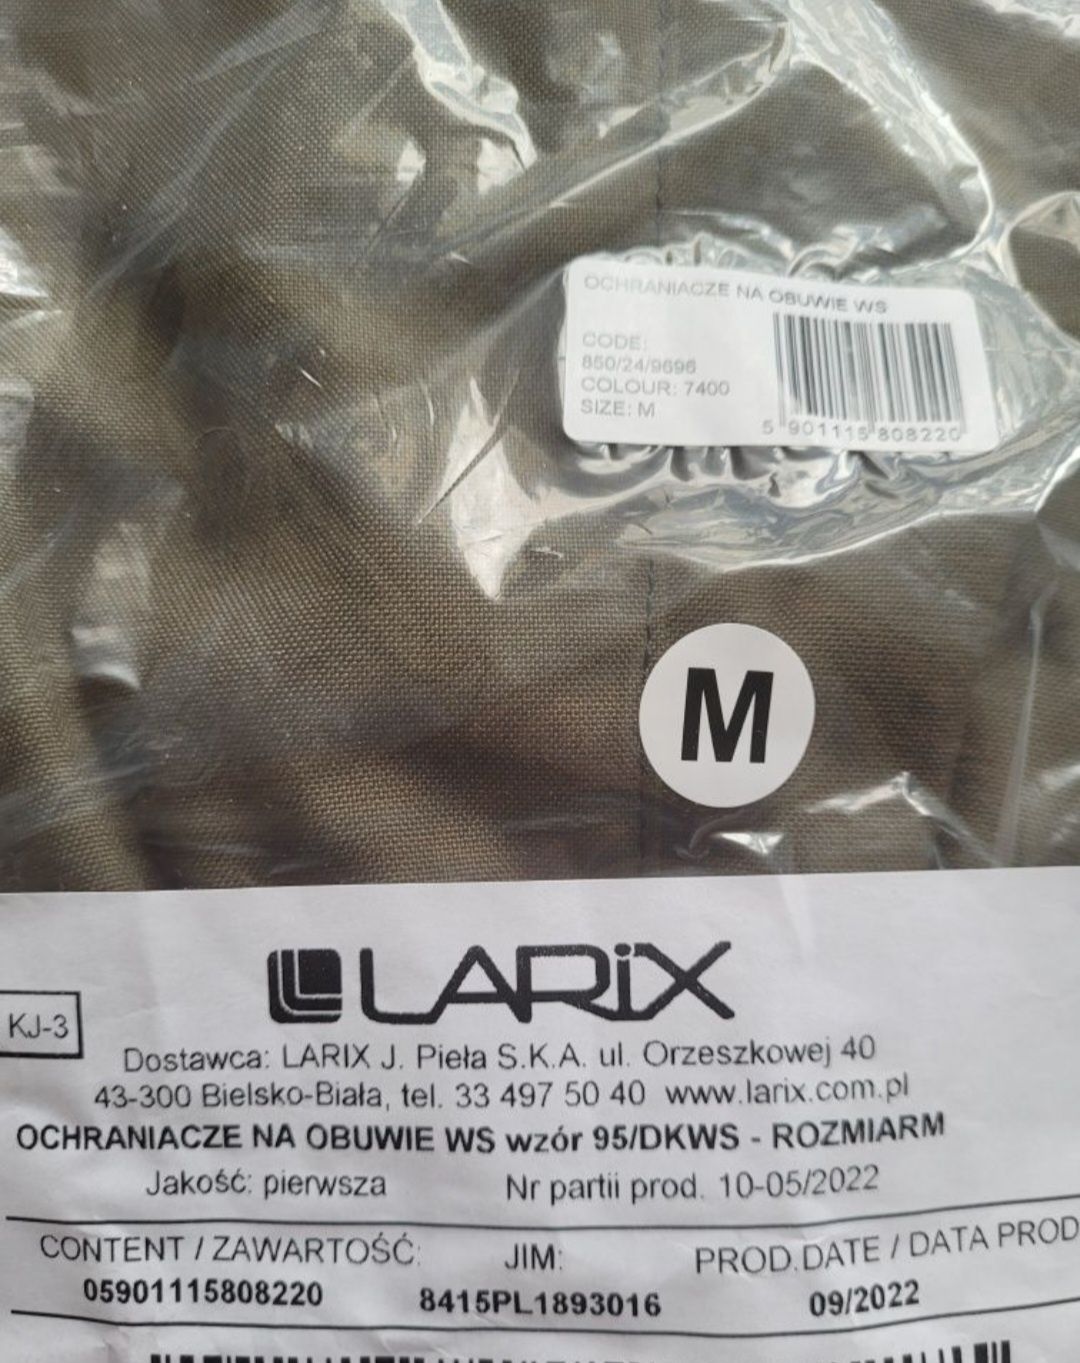 OCHRANIACZE NA OBUWIE WS
CODE:
850/24/9696
COLOUR: 7400
SIZE: M
5 901115 808220
M
LARiX
KJ-3
Dostawca: LARIX J. Pieła S.K.A. ul. Orzeszkowej 40
43-300 Bielsko-Biała, tel. 33 497 50 40 www.larix.com.pl
OCHRANIACZE NA OBUWIE WS wzór 95/DKWS - ROZMIARM
Jakość: pierwsza Nr partii prod. 10-05/2022
CONTENT / ZAWARTOŚĆ: JIM: PROD.DATE / DATA PROD
05901115808220 8415PL1893016 09/2022